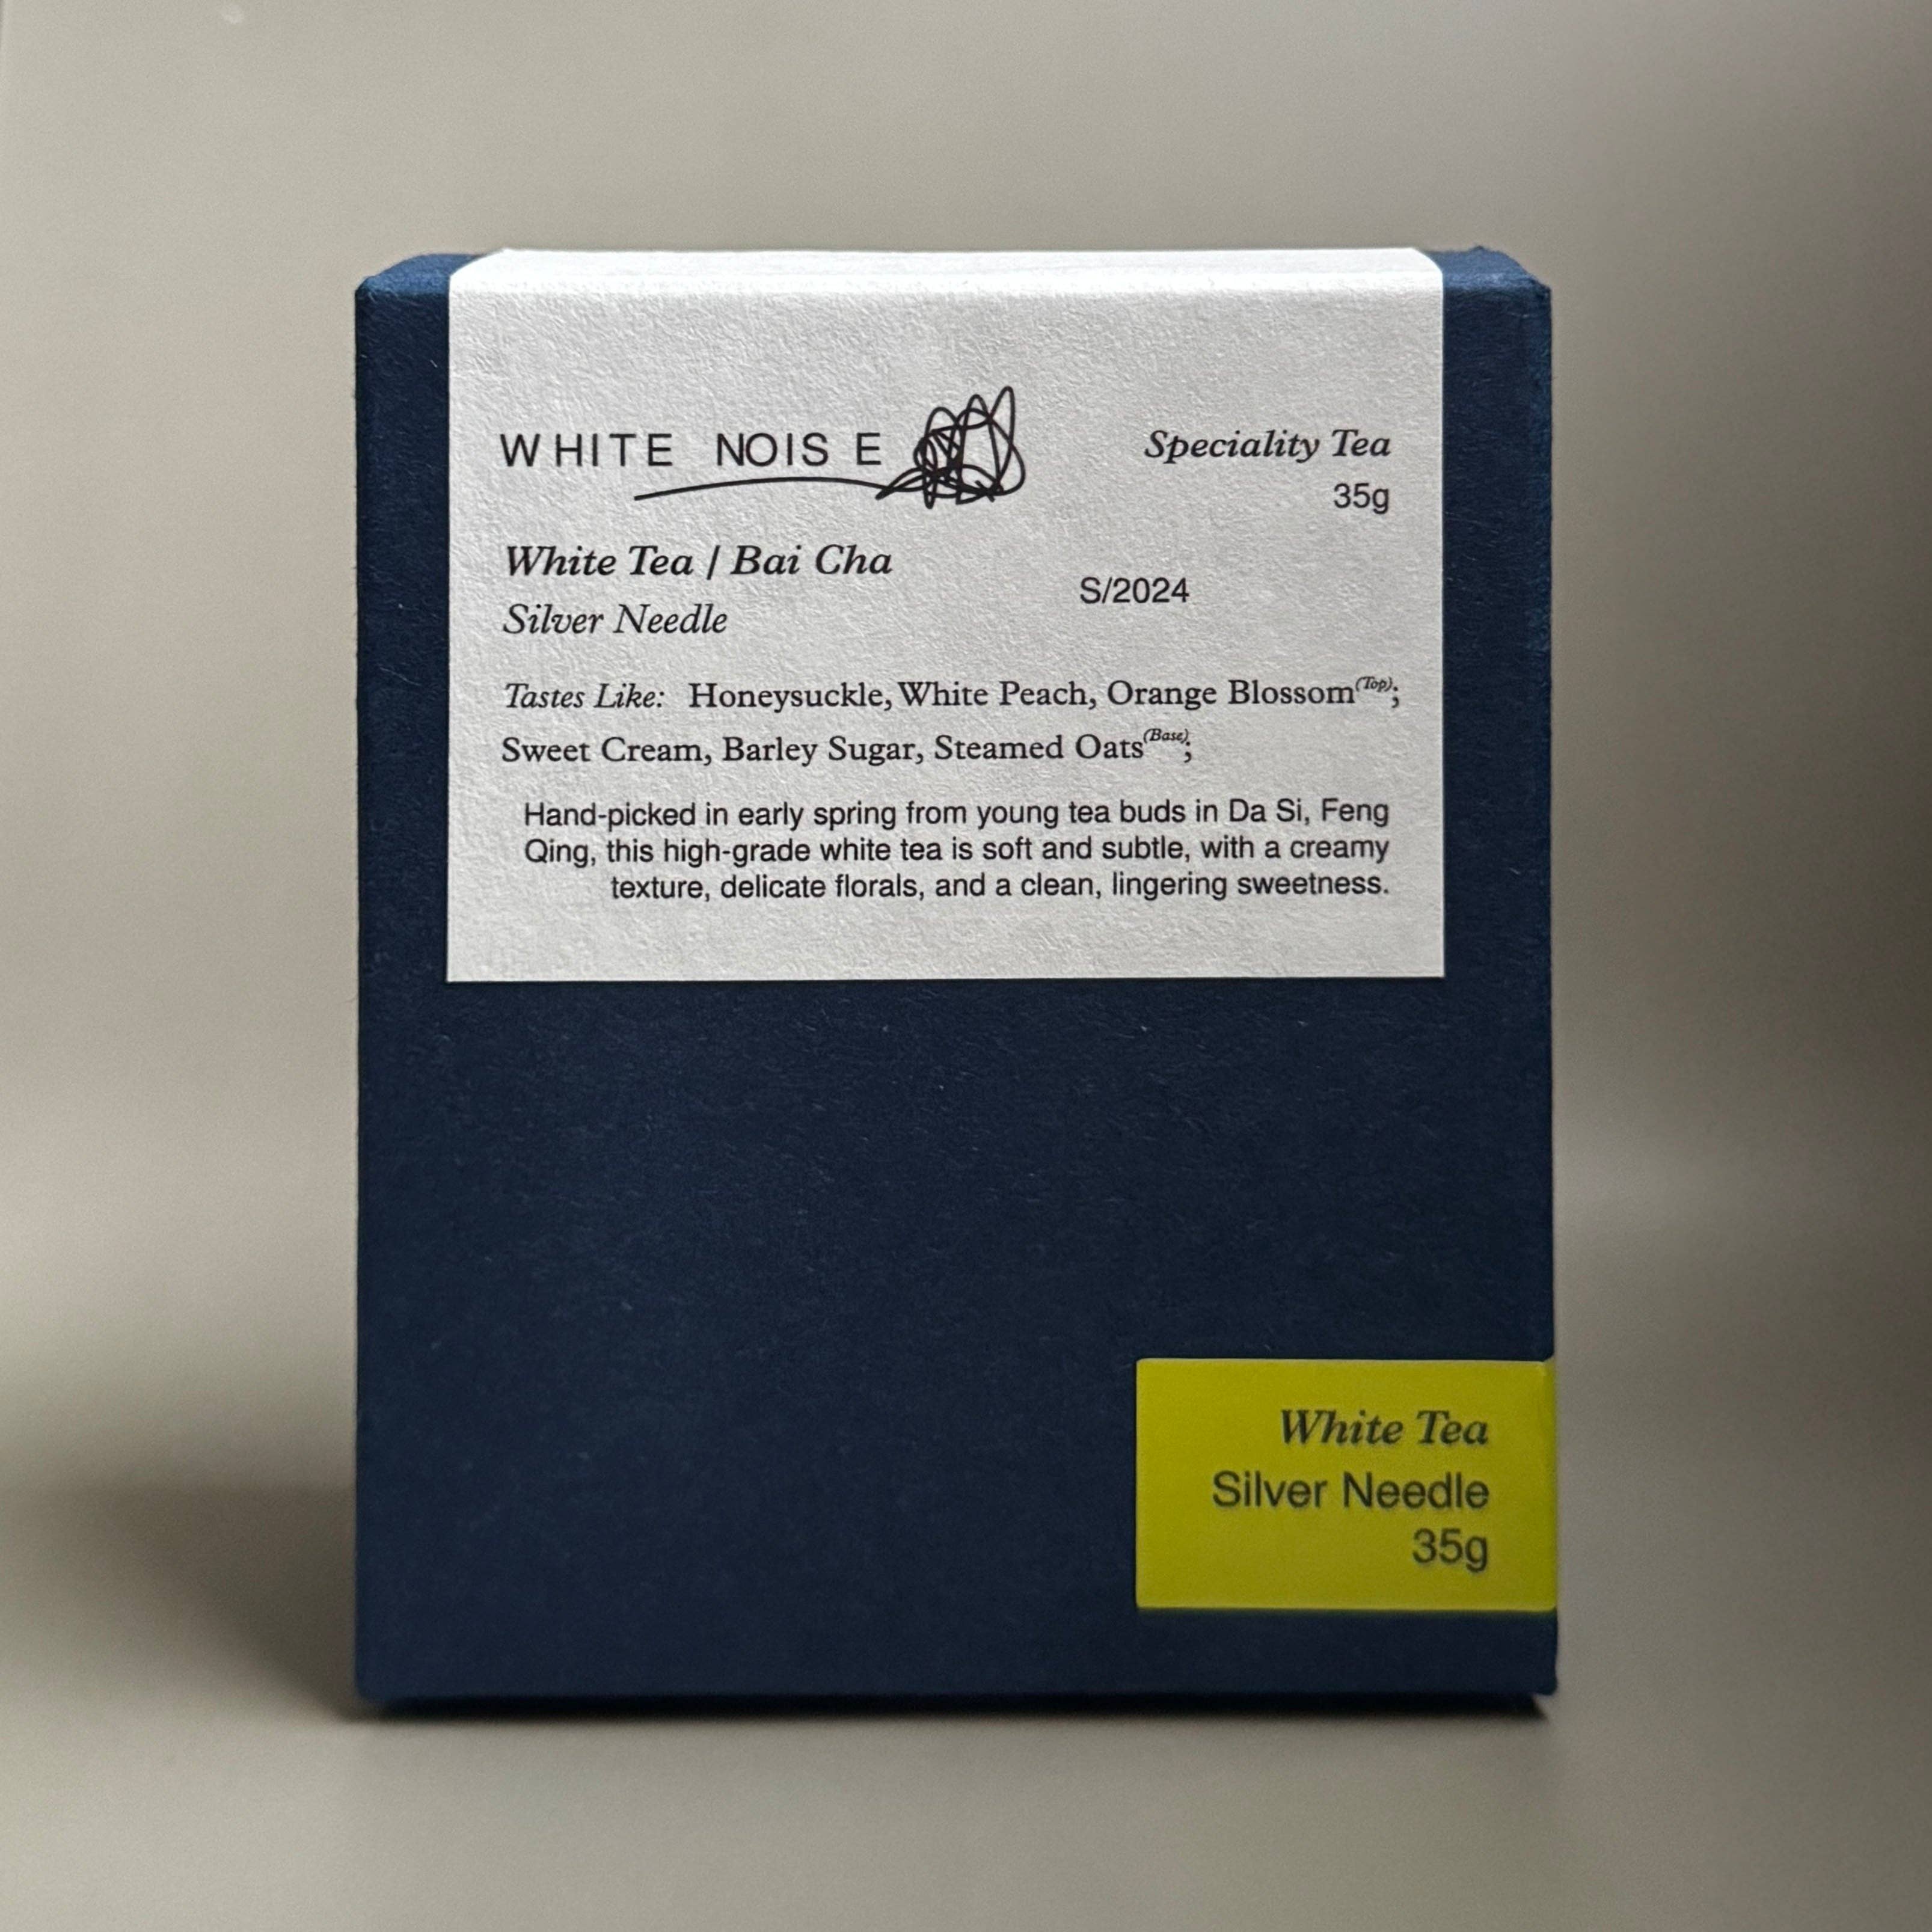 WHITE NOISE
Speciality Tea
35g
White Tea / Bai Cha
S/2024
Silver Needle
Tastes Like: Honeysuckle, White Peach, Orange Blossom(Top);
Sweet Cream, Barley Sugar, Steamed Oats(Base);
Hand-picked in early spring from young tea buds in Da Si, Feng
Qing, this high-grade white tea is soft and subtle, with a creamy
texture, delicate florals, and a clean, lingering sweetness.
White Tea
Silver Needle
35g